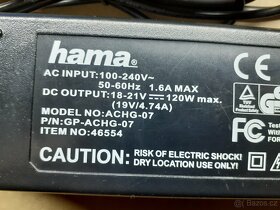 hama
AC INPUT:100-240V~
50-60Hz 1.6A MAX
DC OUTPUT:18-21V⎓120W max.
(19V/4.74A)
MODEL NO:ACHG-07
P/N:GP-ACHG-07
ITEM NO:46554
FC
CAUTION: RISK OF ELECTRIC SHOCK!
DRY LOCATION USE ONLY!
Bazoš.cz